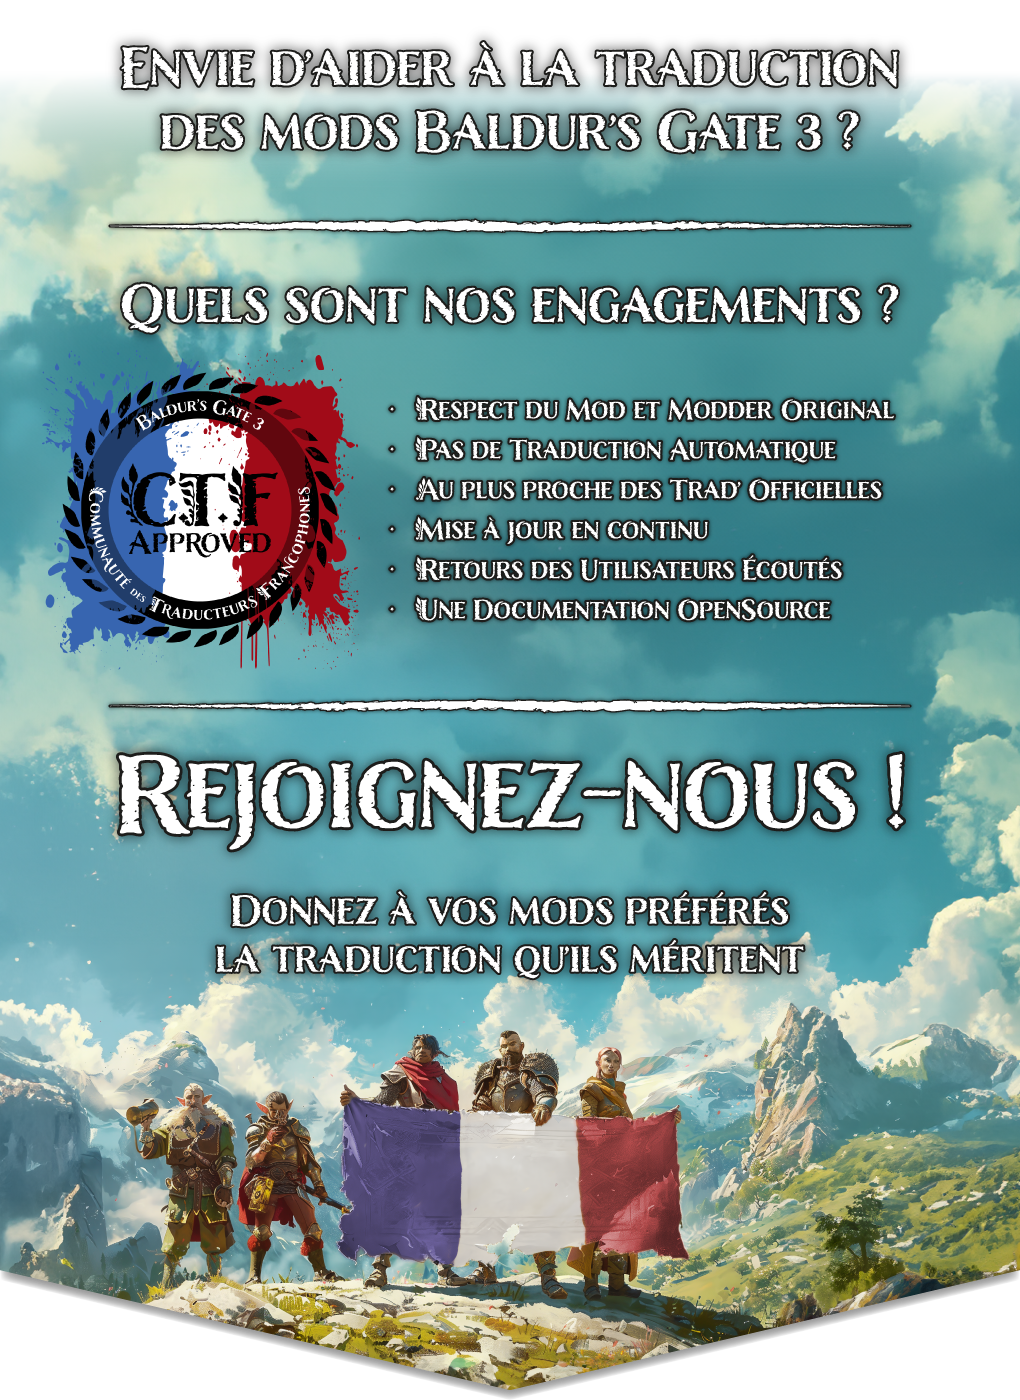 Envie d'aider à la traduction
des mods Baldur's Gate 3 ?
Quels sont nos engagements ?
Baldur's Gate 3
C.T.F
Approved
Communauté des Traducteurs Francophones
· Respect du Mod et Modder Original
· Pas de Traduction Automatique
· Au plus proche des Trad' Officielles
· Mise à jour en continu
· Retours des Utilisateurs Écoutés
· Une Documentation OpenSource
Rejoignez-nous !
Donnez à vos mods préférés
la traduction qu'ils méritent